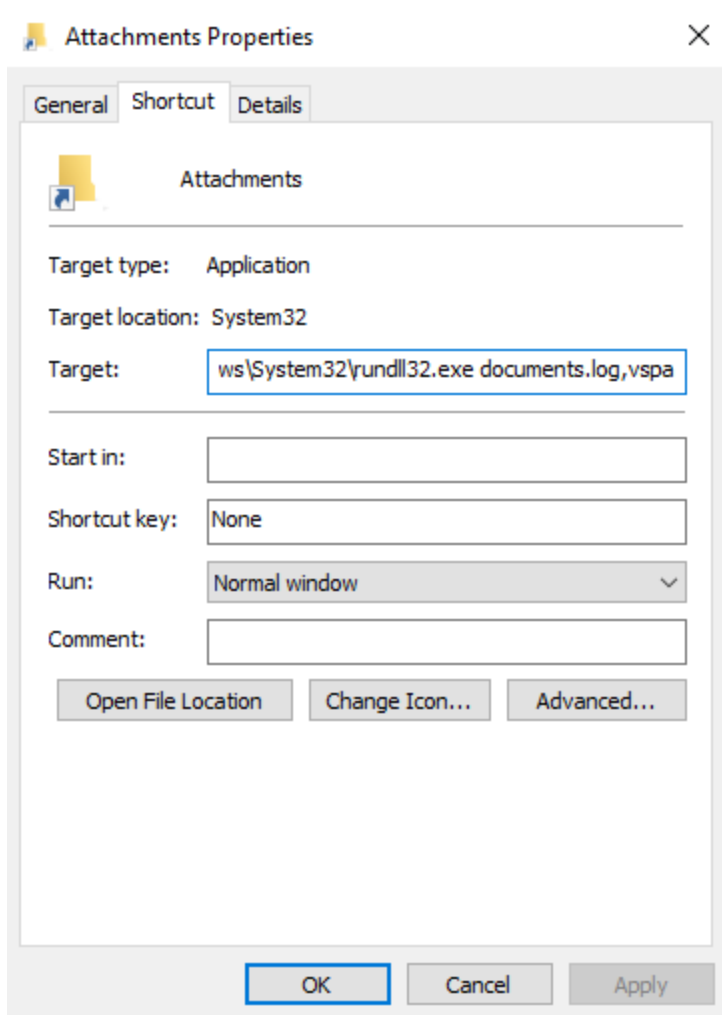 Attachments Properties
General Shortcut Details
Attachments
Target type: Application
Target location: System32
Target: ws\System32\rundll32.exe documents.log,vspa
Start in:
Shortcut key: None
Run: Normal window
Comment:
Open File Location Change Icon... Advanced...
OK Cancel Apply